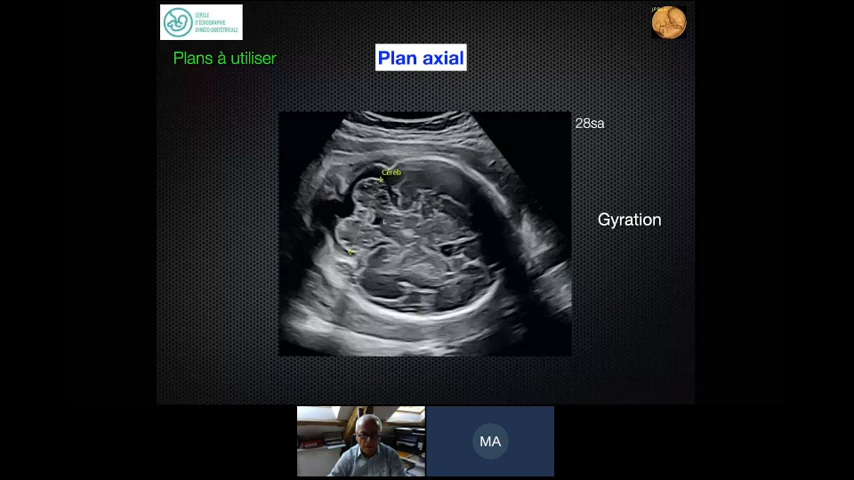 CERCLE
D'ÉCHOGRAPHIE
GYNÉCO-OBSTÉTRICALE
Plans à utiliser
Plan axial
28sa
Céréb
Gyration
MA